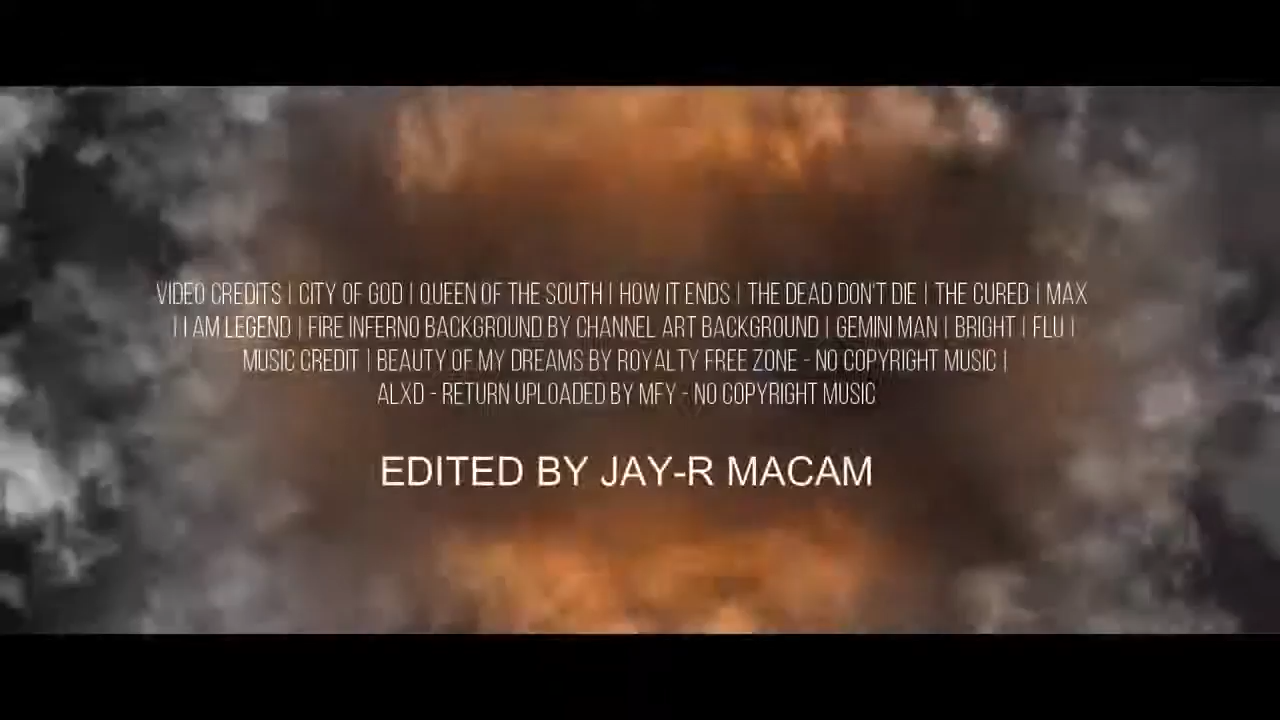 VIDEO CREDITS | CITY OF GOD | QUEEN OF THE SOUTH | HOW IT ENDS | THE DEAD DON'T DIE | THE CURED | MAX
| I AM LEGEND | FIRE INFERNO BACKGROUND BY CHANNEL ART BACKGROUND | GEMINI MAN | BRIGHT | FLU |
MUSIC CREDIT | BEAUTY OF MY DREAMS BY ROYALTY FREE ZONE - NO COPYRIGHT MUSIC |
ALXD - RETURN UPLOADED BY MFY - NO COPYRIGHT MUSIC
EDITED BY JAY-R MACAM